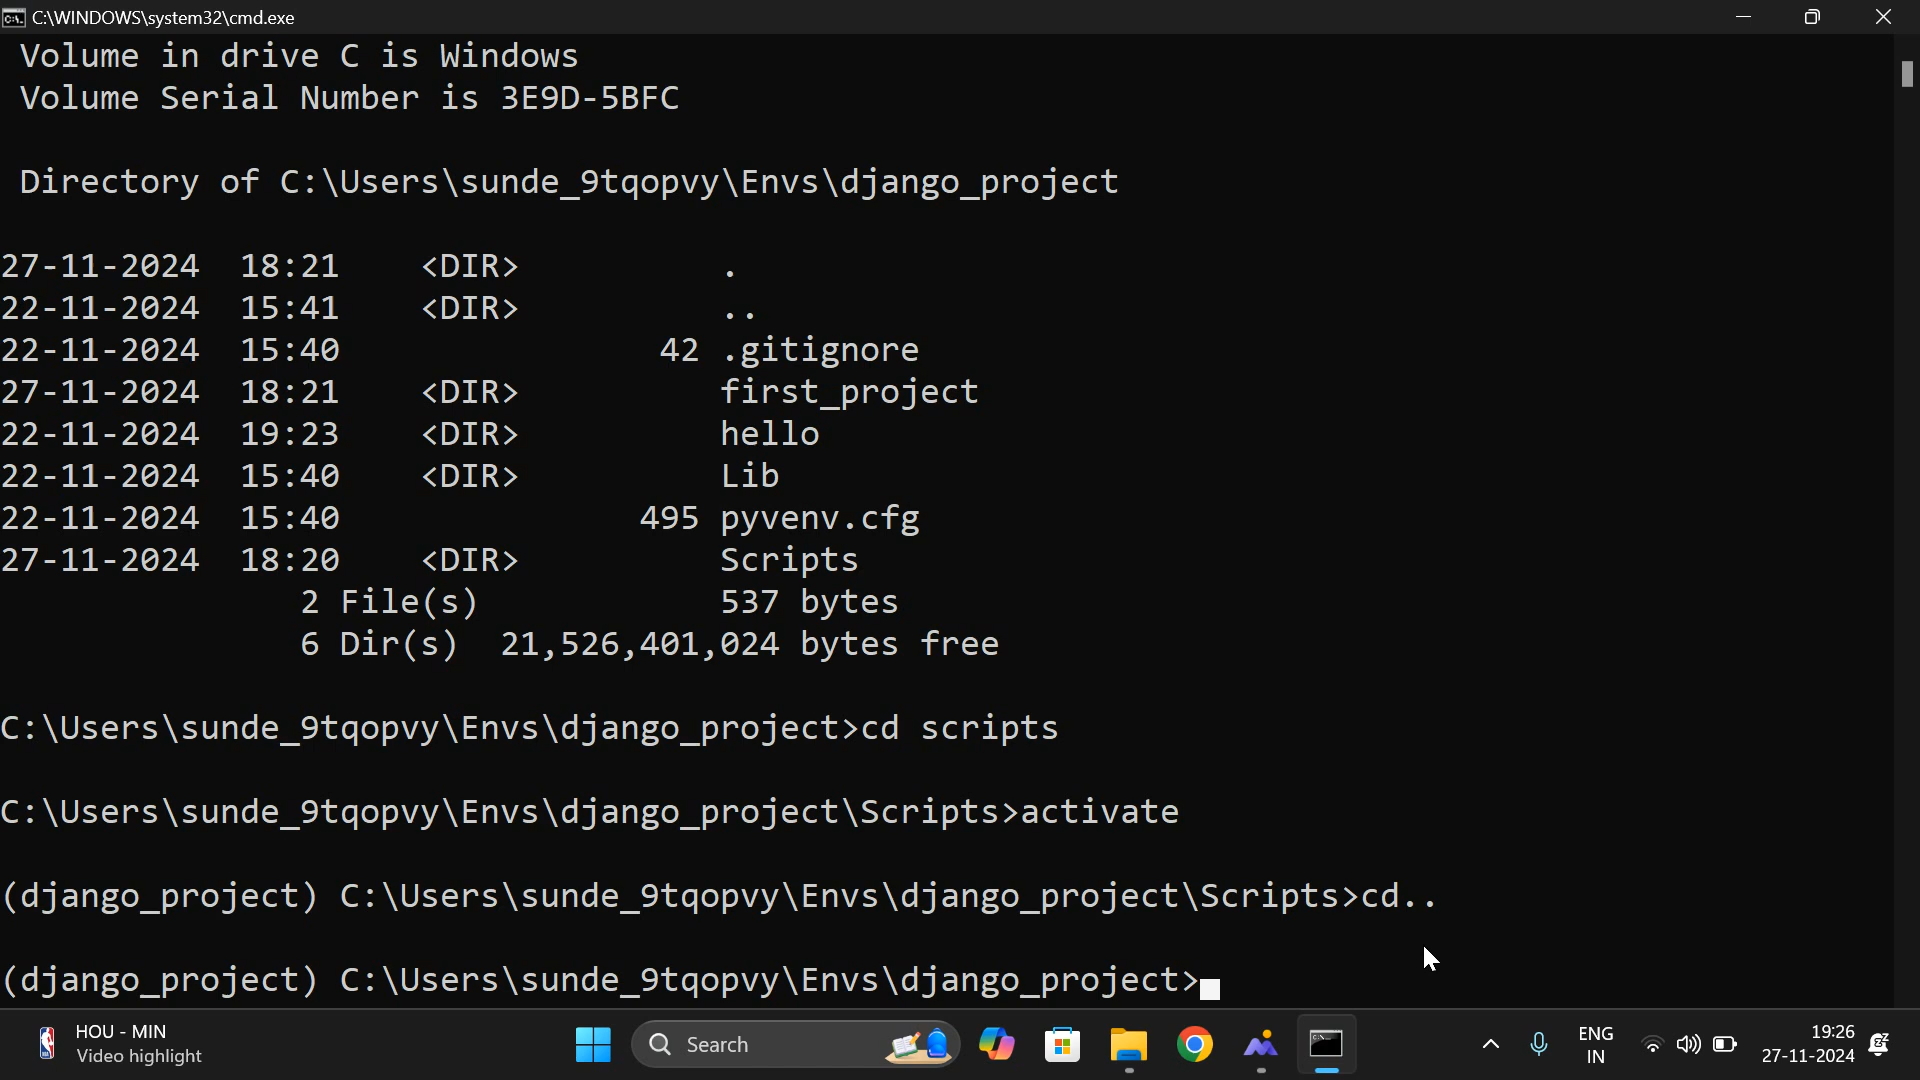 C:\WINDOWS\system32\cmd.exe
Volume in drive C is Windows
Volume Serial Number is 3E9D-5BFC
Directory of C:\Users\sunde_9tqopvy\Envs\django_project
27-11-2024 18:21 <DIR> .
22-11-2024 15:41 <DIR> ..
22-11-2024 15:40 42 .gitignore
27-11-2024 18:21 <DIR> first_project
22-11-2024 19:23 <DIR> hello
22-11-2024 15:40 <DIR> Lib
22-11-2024 15:40 495 pyvenv.cfg
27-11-2024 18:20 <DIR> Scripts
2 File(s) 537 bytes
6 Dir(s) 21,526,401,024 bytes free
C:\Users\sunde_9tqopvy\Envs\django_project>cd scripts
C:\Users\sunde_9tqopvy\Envs\django_project\Scripts>activate
(django_project) C:\Users\sunde_9tqopvy\Envs\django_project\Scripts>cd..
(django_project) C:\Users\sunde_9tqopvy\Envs\django_project>
HOU - MIN
Video highlight
Search
ENG
IN
19:26
27-11-2024